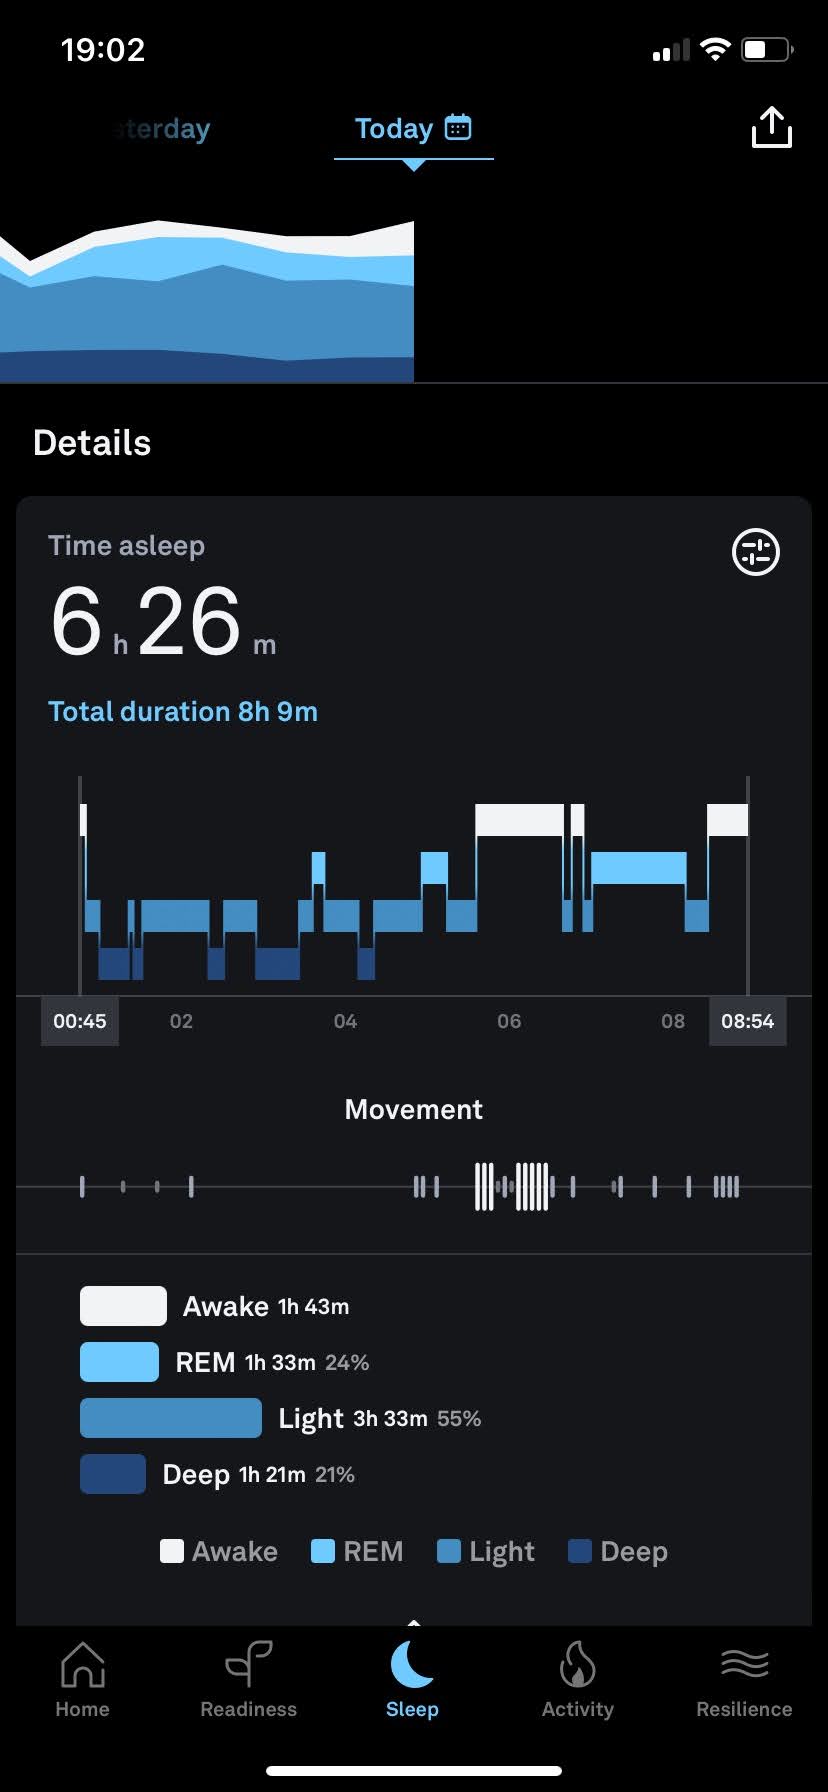 19:02
sterday Today
Details
Time asleep
6 h 26 m
Total duration 8h 9m
00:45 02 04 06 08 08:54
Movement
Awake 1h 43m
REM 1h 33m 24%
Light 3h 33m 55%
Deep 1h 21m 21%
Awake REM Light Deep
Home Readiness Sleep Activity Resilience